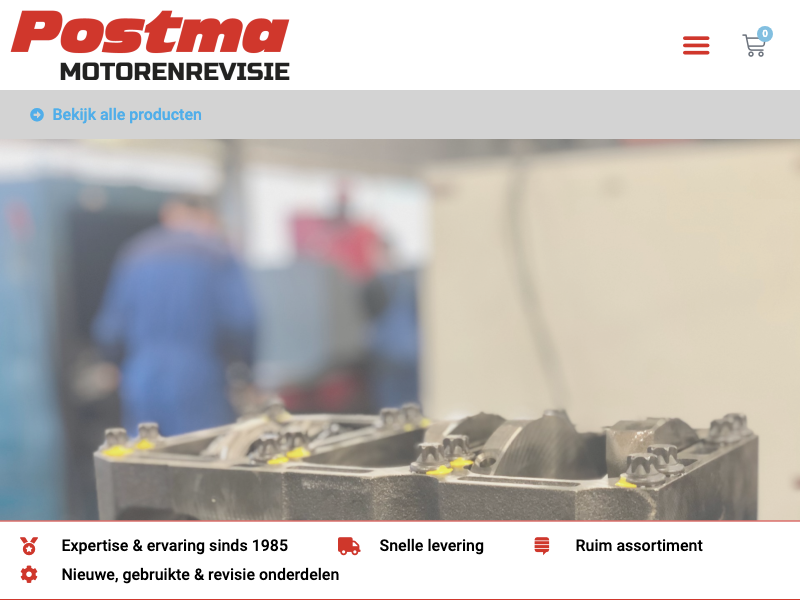 Postma
MOTORENREVISIE
0
Bekijk alle producten
Expertise & ervaring sinds 1985
Snelle levering
Ruim assortiment
Nieuwe, gebruikte & revisie onderdelen